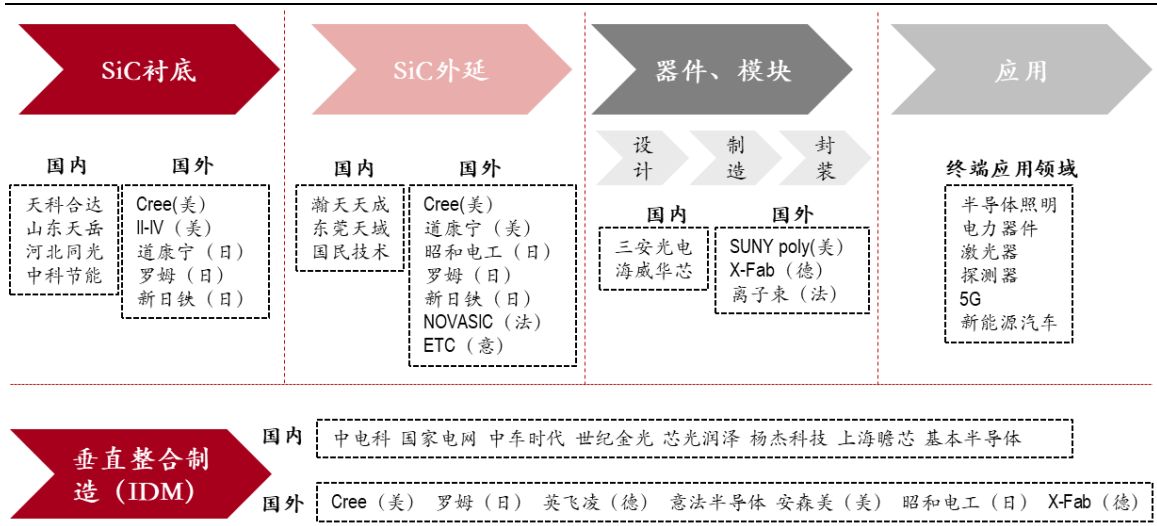 SiC衬底
SiC外延
器件、模块
应用
国内
国外
天科合达
山东天岳
河北同光
中科节能
Cree(美)
II-IV（美）
道康宁（日）
罗姆（日）
新日铁（日）
国内
国外
瀚天天成
东莞天域
国民技术
Cree(美)
道康宁（美）
昭和电工（日）
罗姆（日）
新日铁（日）
NOVASIC（法）
ETC（意）
设计
制造
封装
国内
国外
三安光电
海威华芯
SUNY poly(美)
X-Fab（德）
离子束（法）
终端应用领域
半导体照明
电力器件
激光器
探测器
5G
新能源汽车
垂直整合制
造（IDM）
国内
中电科 国家电网 中车时代 世纪金光 芯光润泽 杨杰科技 上海瞻芯 基本半导体
国外
Cree（美） 罗姆（日） 英飞凌（德） 意法半导体 安森美（美） 昭和电工（日） X-Fab（德）